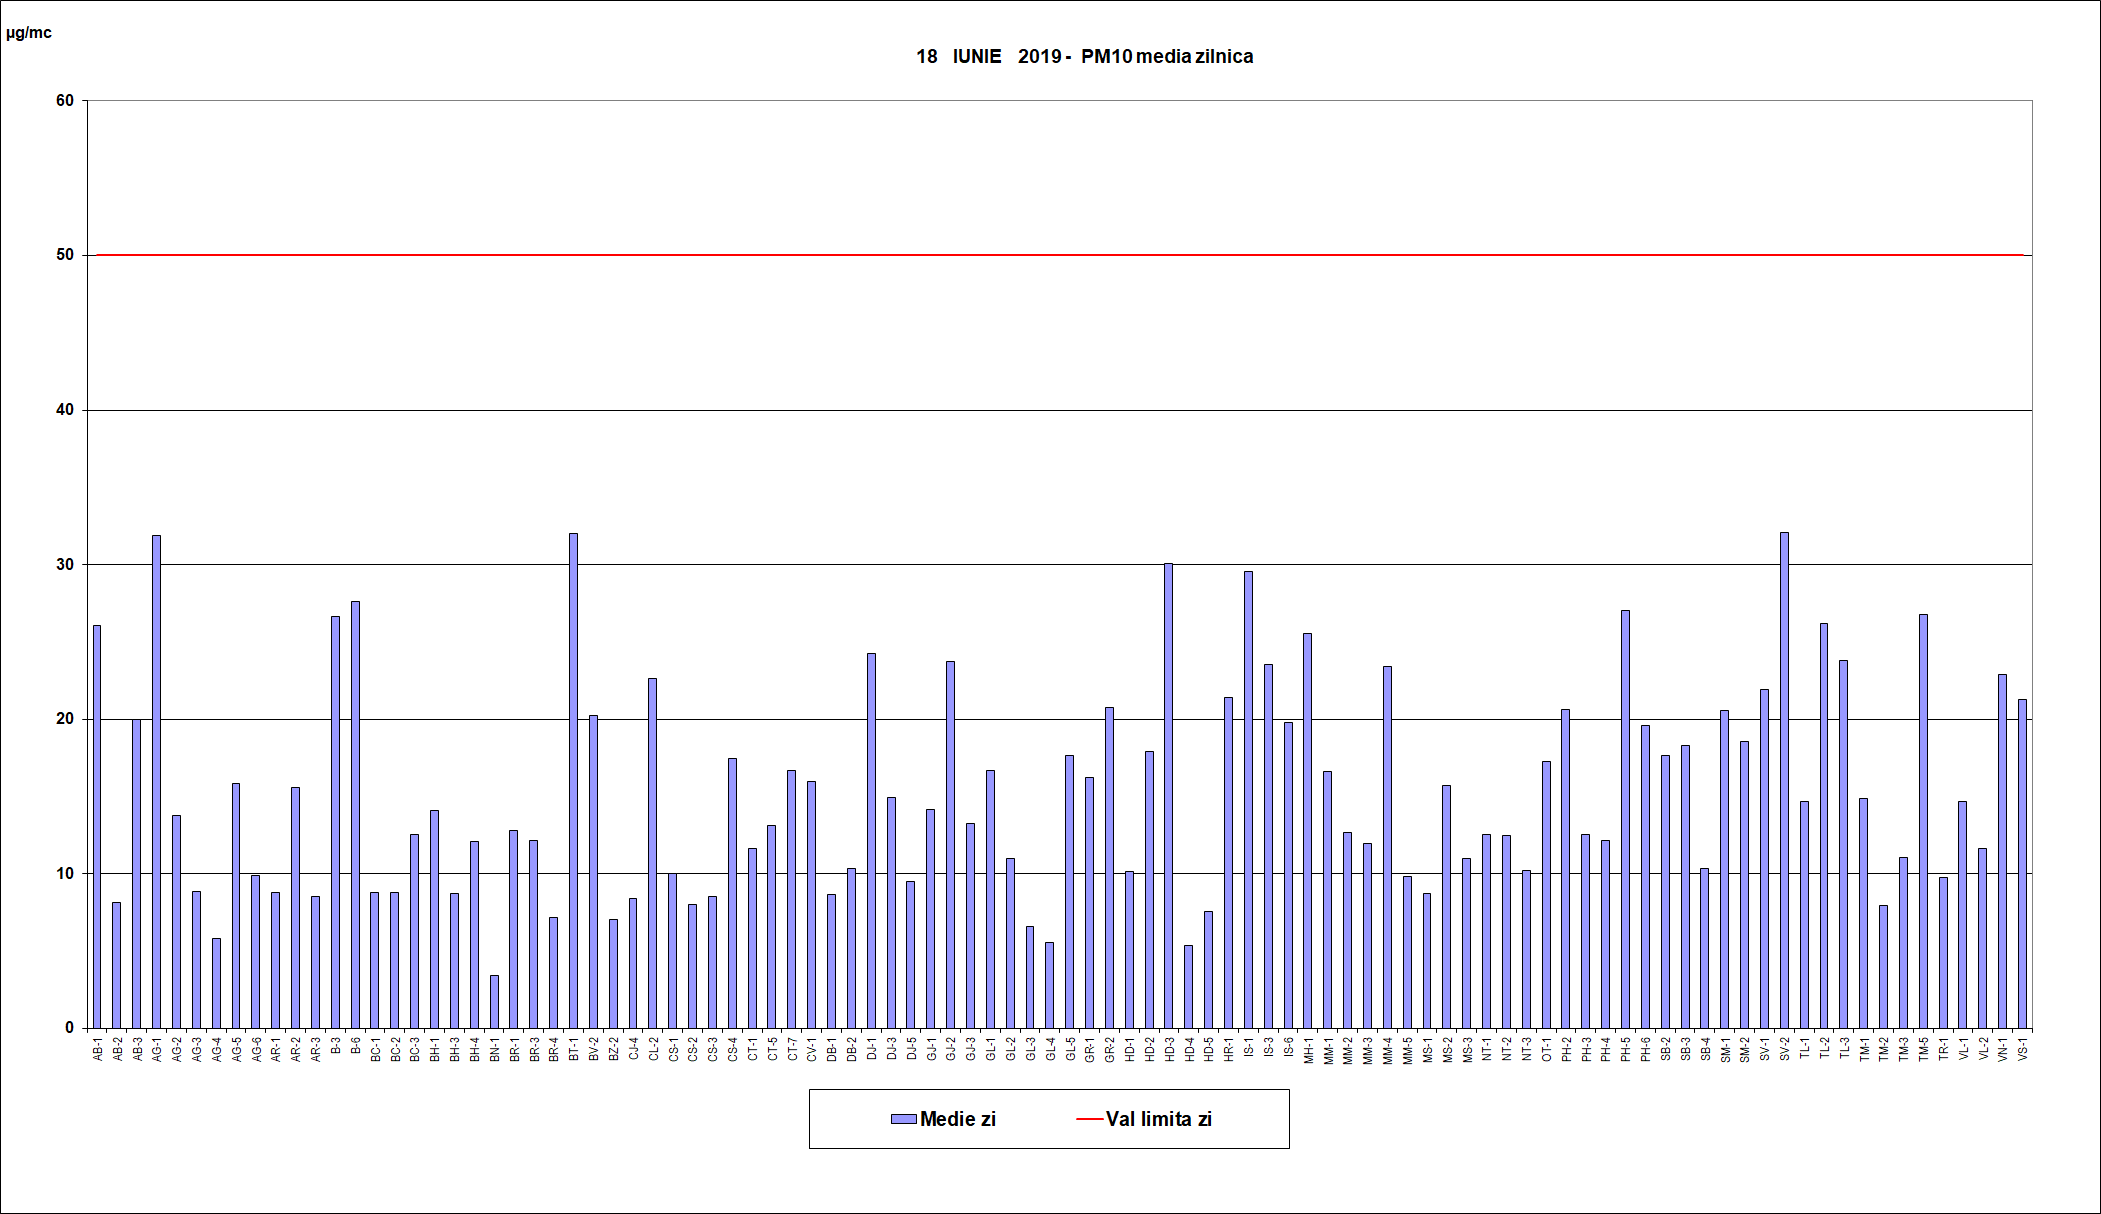 µg/mc
18 IUNIE 2019 - PM10 media zilnica
60
50
40
30
20
10
0
AB-1 AB-2 AB-3 AG-1 AG-2 AG-3 AG-4 AG-5 AG-6 AR-1 AR-2 AR-3 B-3 B-6 BC-1 BC-2 BC-3 BH-1 BH-3 BH-4 BN-1 BR-1 BR-3 BR-4 BT-1 BV-2 BZ-2 CJ-4 CL-2 CS-1 CS-2 CS-3 CS-4 CT-1 CT-5 CT-7 CV-1 DB-1 DB-2 DJ-1 DJ-3 DJ-5 GJ-1 GJ-2 GJ-3 GL-1 GL-2 GL-3 GL-4 GL-5 GR-1 GR-2 HD-1 HD-2 HD-3 HD-4 HD-5 HR-1 IS-1 IS-3 IS-6 MH-1 MM-1 MM-2 MM-3 MM-4 MM-5 MS-1 MS-2 MS-3 NT-1 NT-2 NT-3 OT-1 PH-2 PH-3 PH-4 PH-5 PH-6 SB-2 SB-3 SB-4 SM-1 SM-2 SV-1 SV-2 TL-1 TL-2 TL-3 TM-1 TM-2 TM-3 TM-5 TR-1 VL-1 VL-2 VN-1 VS-1
Medie zi Val limita zi